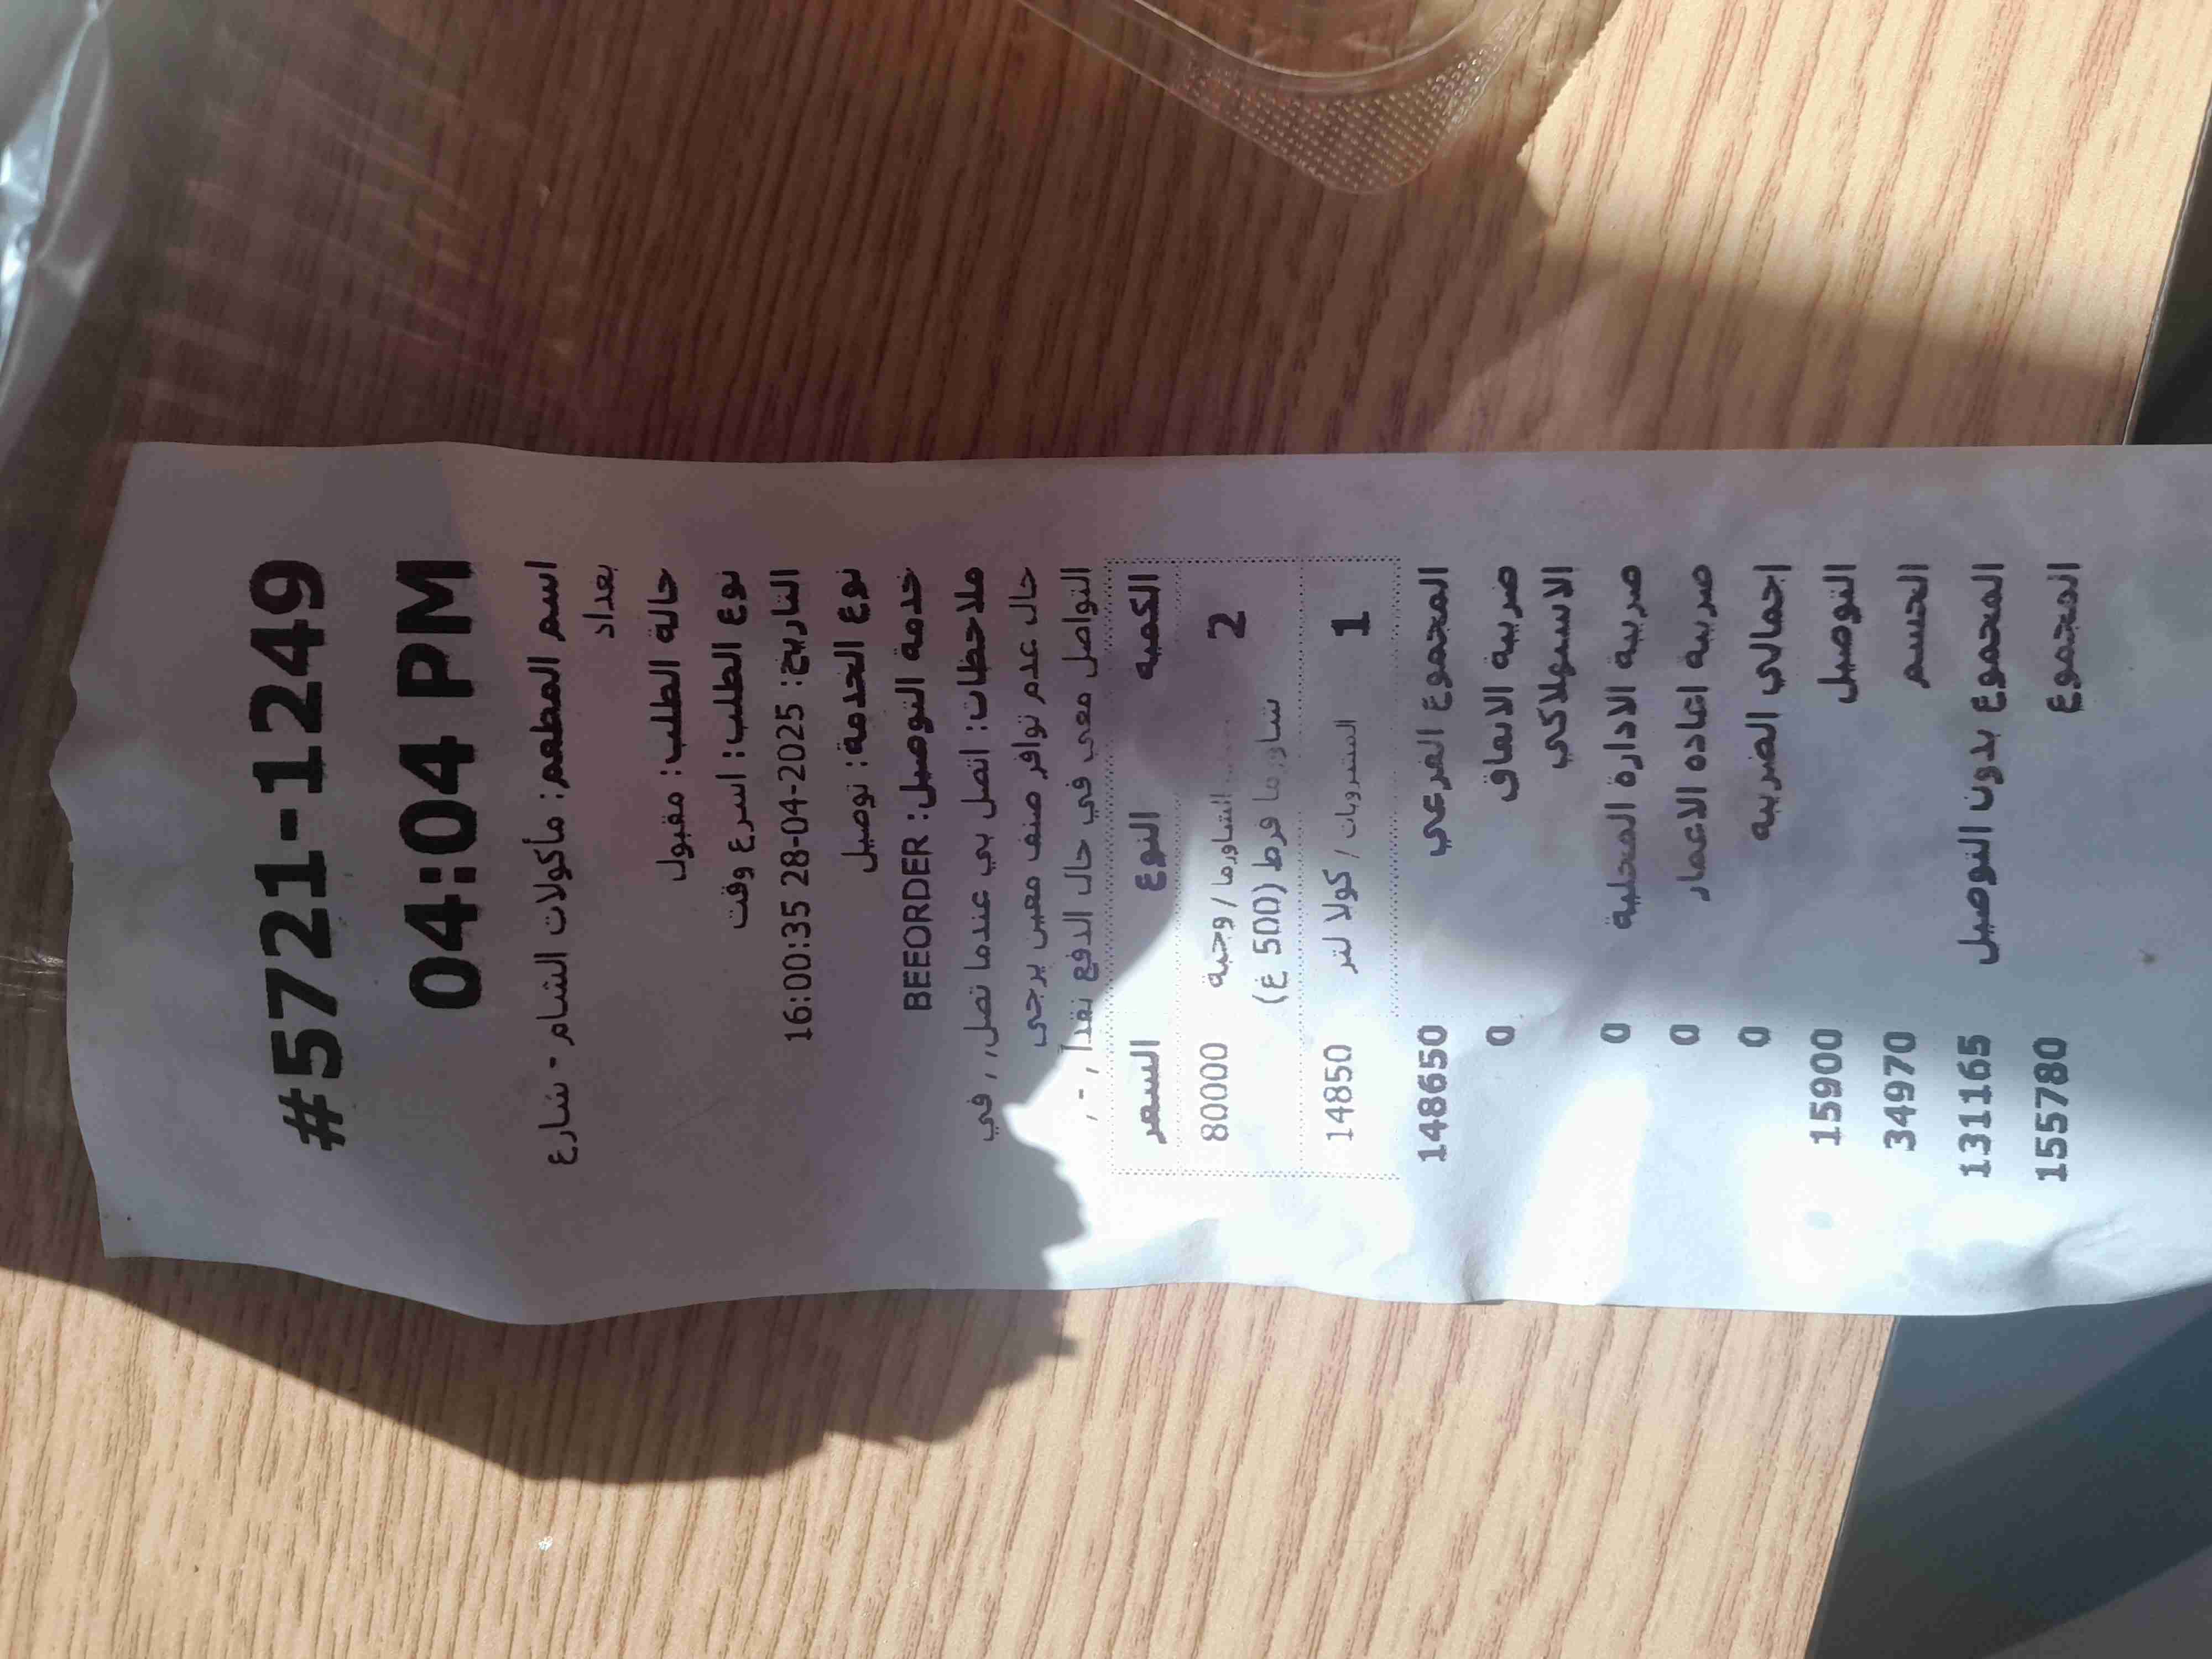 #5721-1249
04:04 PM
اسم المطعم: مأكولات الشام - شارع
بغداد
حالة الطلب: مقبول
نوع الطلب: اسرع وقت
التاريخ: 2025-04-28 16:00:35
نوع الخدمة: توصيل
خدمة التوصيل: BEEORDER
ملاحظات: اتصل بي عندما تصل, , في
حال عدم توافر صنف معين يرجى
التواصل معي في حال الدفع نقداً , - ,
الكمية النوع السعر
2 الشاورما / وجبة 80000
شاورما فرط (500 غ)
1 المشروبات / كولا لتر 14850
المجموع الفرعي 148650
ضريبة الانفاق 0
الاستهلاكي
ضريبة الادارة المحلية 0
ضريبة اعادة الاعمار 0
اجمالي الضريبة 0
التوصيل 15900
الحسم 34970
المجموع بدون التوصيل 131165
المجموع 155780